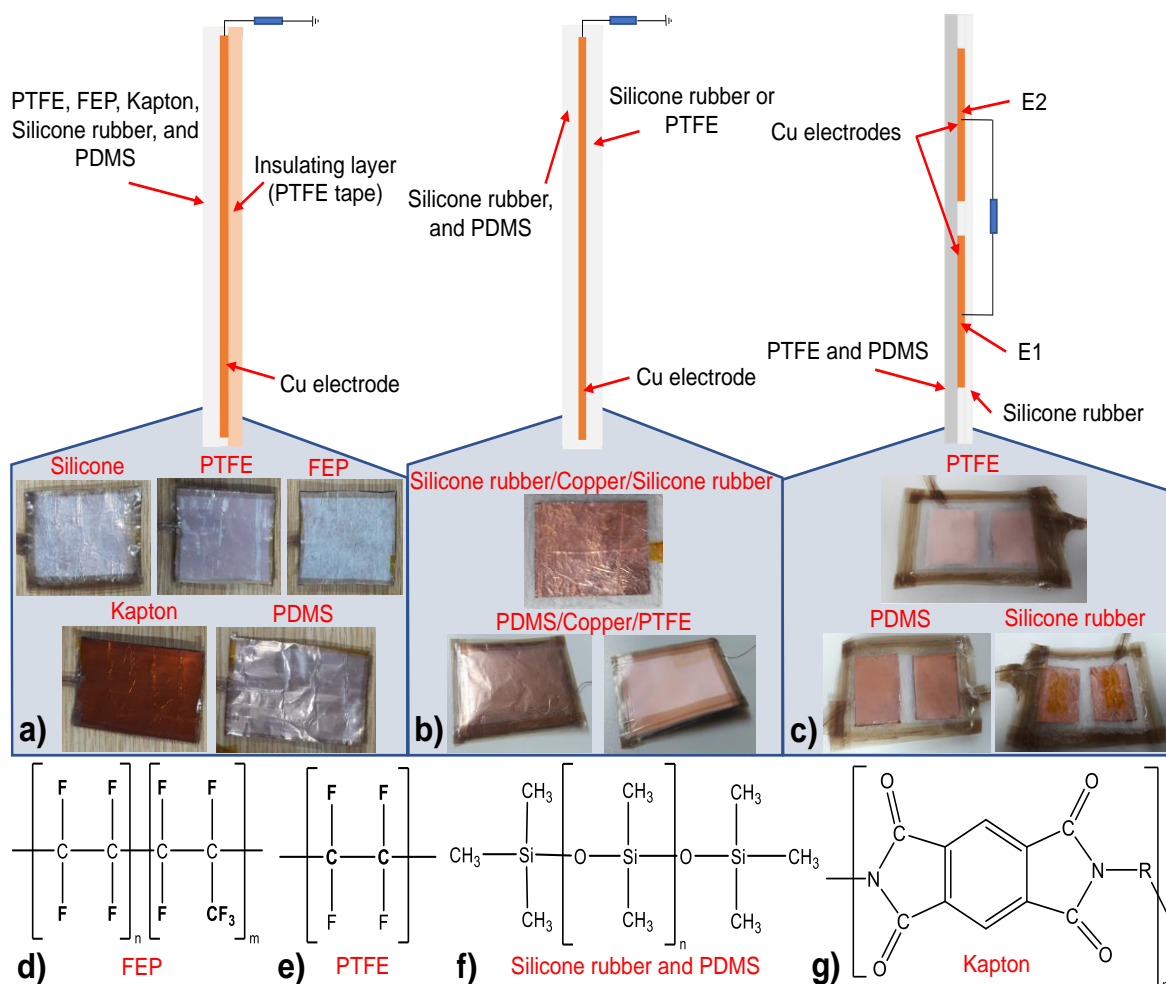 PTFE, FEP, Kapton,
Silicone rubber, and
PDMS
Insulating layer
(PTFE tape)
Cu electrode
Silicone rubber or
PTFE
Silicone rubber,
and PDMS
Cu electrode
E2
Cu electrodes
PTFE and PDMS
E1
Silicone rubber
Silicone
PTFE
FEP
Kapton
PDMS
a)
Silicone rubber/Copper/Silicone rubber
PDMS/Copper/PTFE
b)
PTFE
PDMS
Silicone rubber
c)
F F F F
C C C C
F F F CF3
n m
d)
FEP
F F
C C
F F
e)
PTFE
CH3 CH3 CH3
CH3 Si O Si O Si CH3
CH3 CH3 CH3
n
f)
Silicone rubber and PDMS
O O
N N R
O O
g)
Kapton
n